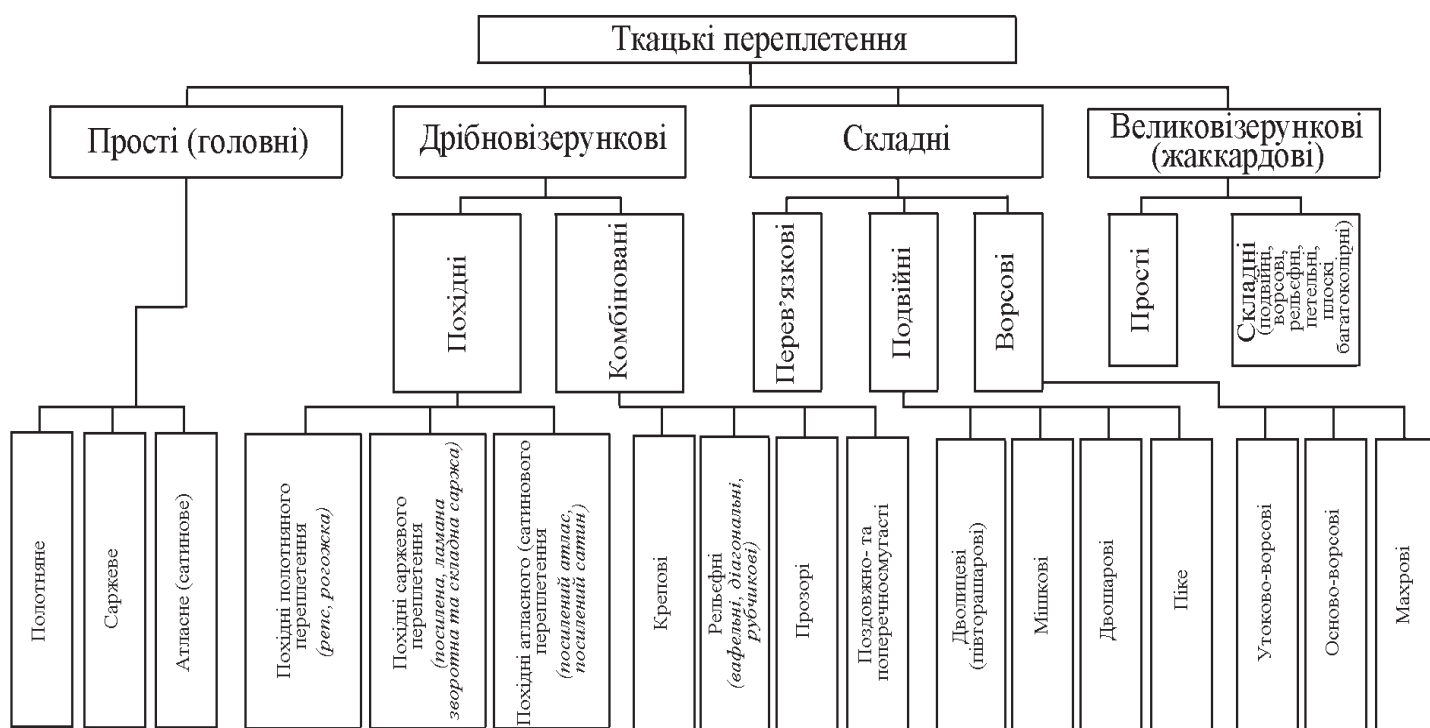 Ткацькі переплетення
Прості (головні)
Дрібновізерункові
Складні
Великовізерункові
(жаккардові)
Похідні
Комбіновані
Перев’язкові
Подвійні
Ворсові
Прості
Складні
(подвійні,
ворсові,
рельєфні,
петельні,
плоскі
багатоколірні)
Полотняне
Саржеве
Атласне (сатинове)
Похідні полотняного
переплетення
(репс, рогожка)
Похідні саржевого
переплетення
(посилена, ламана
зворотна та складна саржа)
Похідні атласного (сатинового
переплетення
(посилений атлас,
посилений сатин)
Крепові
Рельєфні
(вафельні, діагональні,
рубчикові)
Прозорі
Поздовжно- та
поперечносмугасті
Дволицеві
(півторашарові)
Мішкові
Двошарові
Піке
Утоково-ворсові
Осново-ворсові
Махрові